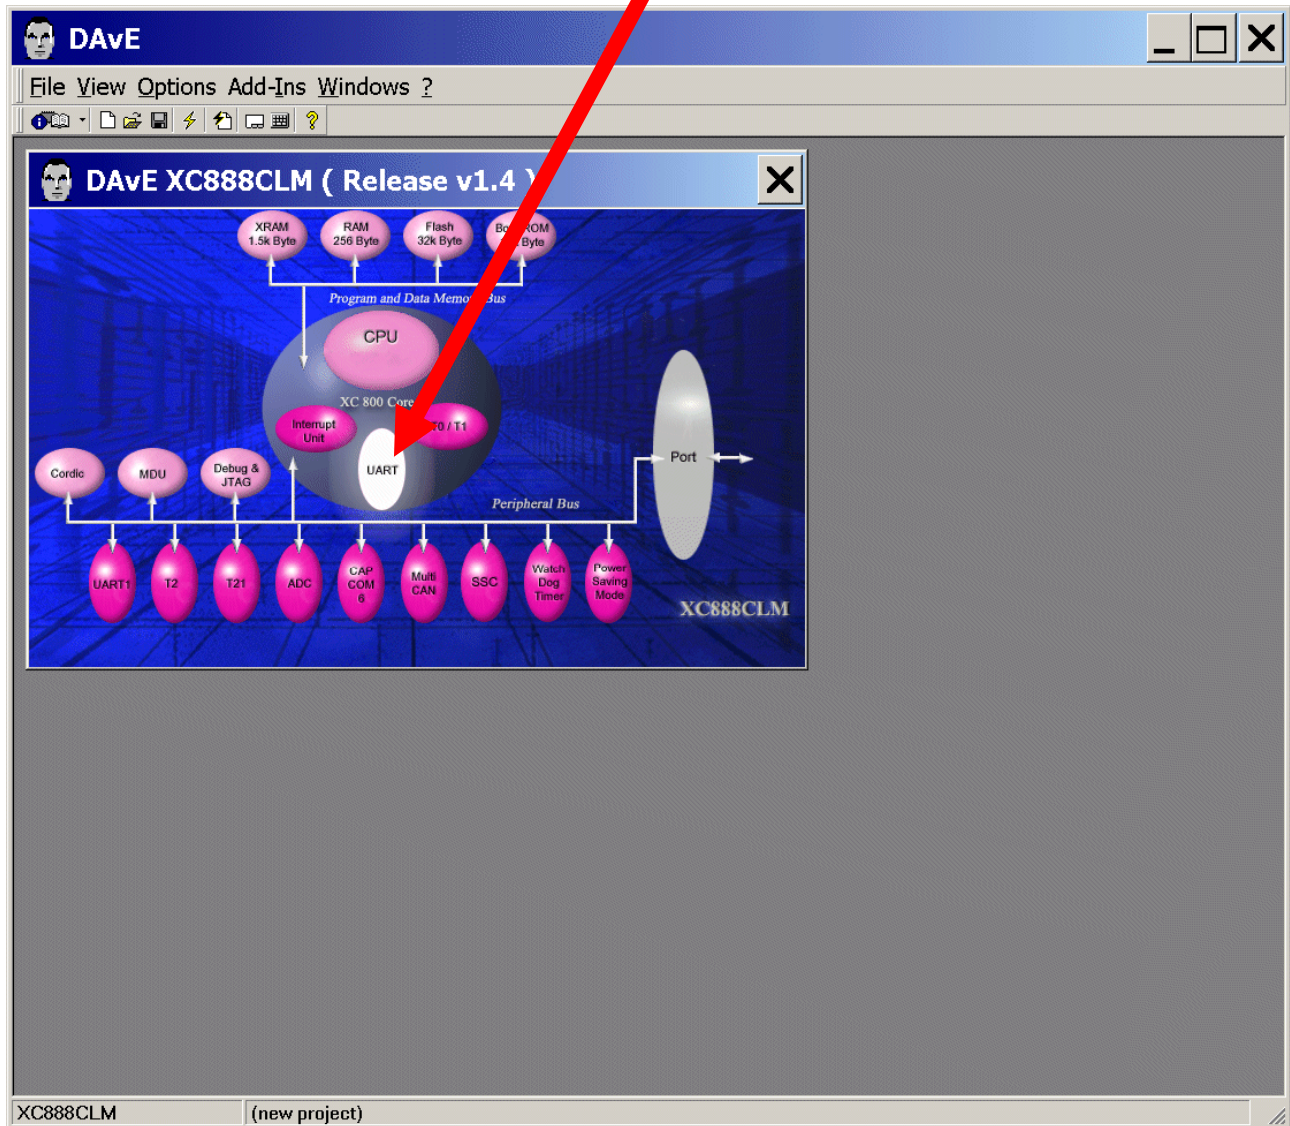 DAvE
File View Options Add-Ins Windows ?
DAvE XC888CLM ( Release v1.4 )
XRAM
1.5k Byte
RAM
256 Byte
Flash
32k Byte
Byte
Program and Data Memory Bus
CPU
XC 800 Core
Interrupt
Unit
T0 / T1
UART
Cordic
MDU
Debug &
JTAG
Port
Peripheral Bus
UART1
T2
T21
ADC
CAP
COM
6
Multi
CAN
SSC
Watch
Dog
Timer
Power
Saving
Mode
XC888CLM
XC888CLM
(new project)